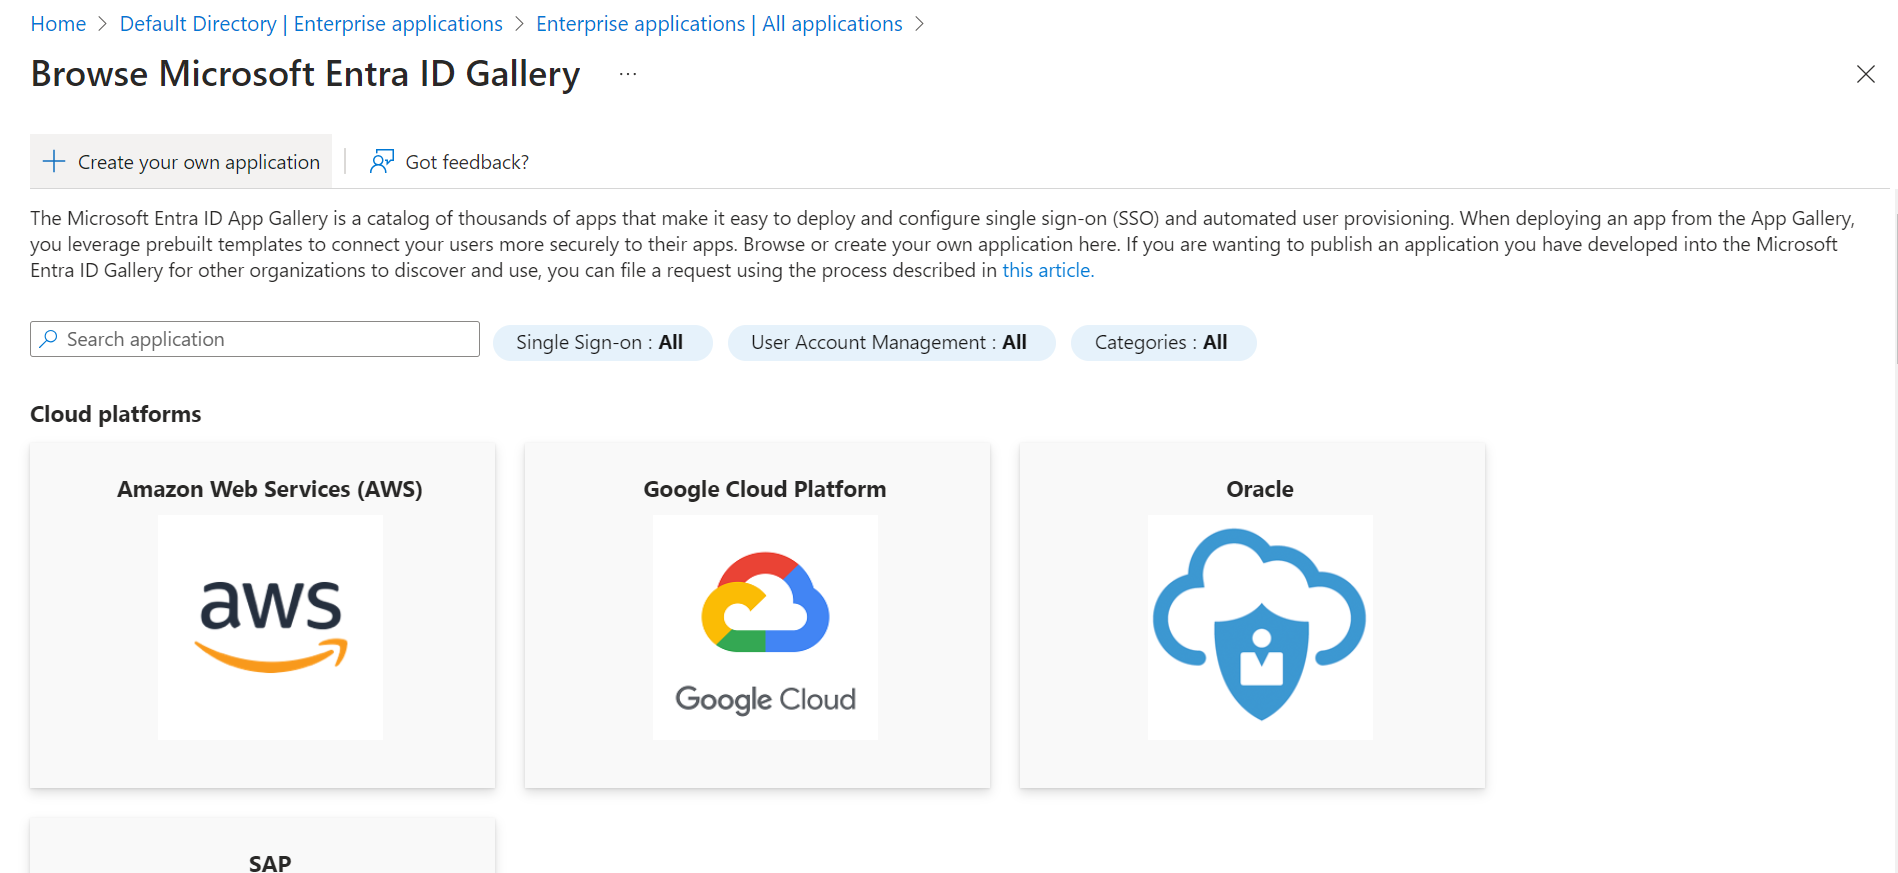 Home > Default Directory | Enterprise applications > Enterprise applications | All applications >
Browse Microsoft Entra ID Gallery ...
+ Create your own application | Got feedback?
The Microsoft Entra ID App Gallery is a catalog of thousands of apps that make it easy to deploy and configure single sign-on (SSO) and automated user provisioning. When deploying an app from the App Gallery,
you leverage prebuilt templates to connect your users more securely to their apps. Browse or create your own application here. If you are wanting to publish an application you have developed into the Microsoft
Entra ID Gallery for other organizations to discover and use, you can file a request using the process described in this article.
Search application
Single Sign-on : All
User Account Management : All
Categories : All
Cloud platforms
Amazon Web Services (AWS)
aws
Google Cloud Platform
Google Cloud
Oracle
SAP